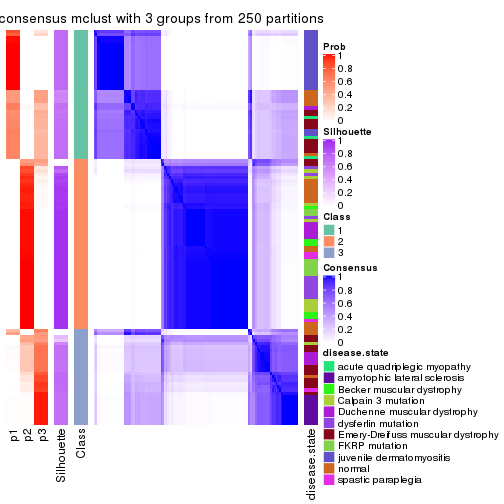 consensus mclust with 3 groups from 250 partitions
Prob
1
0.8
0.6
0.4
0.2
0
Silhouette
1
0.8
0.6
0.4
0.2
0
Class
1
2
3
Consensus
1
0.8
0.6
0.4
0.2
0
disease.state
acute quadriplegic myopathy
amyotophic lateral sclerosis
Becker muscular dystrophy
Calpain 3 mutation
Duchenne muscular dystrophy
dysferlin mutation
Emery-Dreifuss muscular dystrophy
FKRP mutation
juvenile dermatomyositis
normal
spastic paraplegia
p1
p2
p3
Silhouette
Class
disease.state